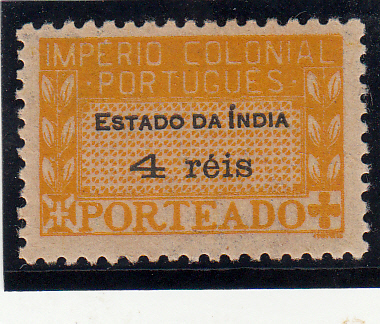 IMPÉRIO COLONIAL
PORTUGUÊS
ESTADO DA ÍNDIA
4 réis
PORTEADO